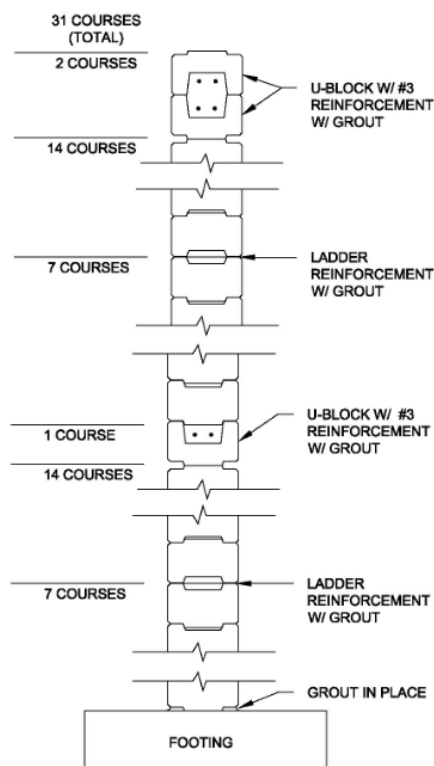 31 COURSES
(TOTAL)
2 COURSES
U-BLOCK W/ #3
REINFORCEMENT
W/ GROUT
14 COURSES
7 COURSES
LADDER
REINFORCEMENT
W/ GROUT
1 COURSE
U-BLOCK W/ #3
REINFORCEMENT
W/ GROUT
14 COURSES
7 COURSES
LADDER
REINFORCEMENT
W/ GROUT
GROUT IN PLACE
FOOTING